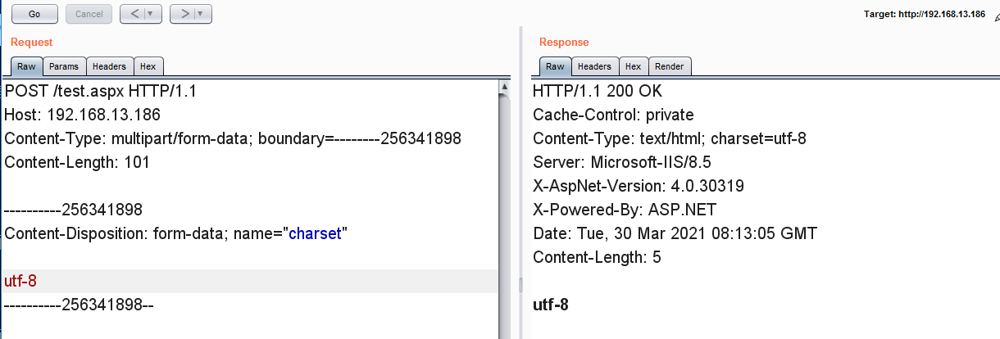 Go Cancel < > Target: http://192.168.13.186
Request
Raw Params Headers Hex
POST /test.aspx HTTP/1.1
Host: 192.168.13.186
Content-Type: multipart/form-data; boundary=--------256341898
Content-Length: 101

----------256341898
Content-Disposition: form-data; name="charset"

utf-8
----------256341898--
Response
Raw Headers Hex Render
HTTP/1.1 200 OK
Cache-Control: private
Content-Type: text/html; charset=utf-8
Server: Microsoft-IIS/8.5
X-AspNet-Version: 4.0.30319
X-Powered-By: ASP.NET
Date: Tue, 30 Mar 2021 08:13:05 GMT
Content-Length: 5

utf-8